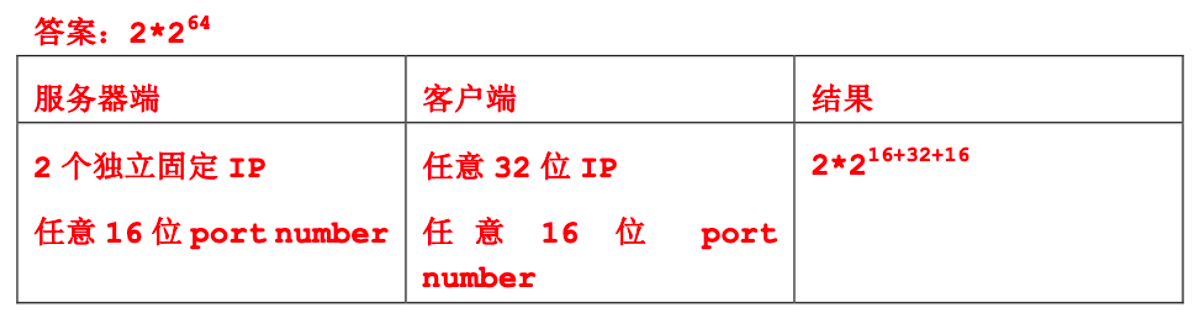 答案：2*2^64
服务器端
客户端
结果
2 个独立固定 IP
任意 16 位 port number
任意 32 位 IP
任 意 16 位 port
number
2*2^16+32+16